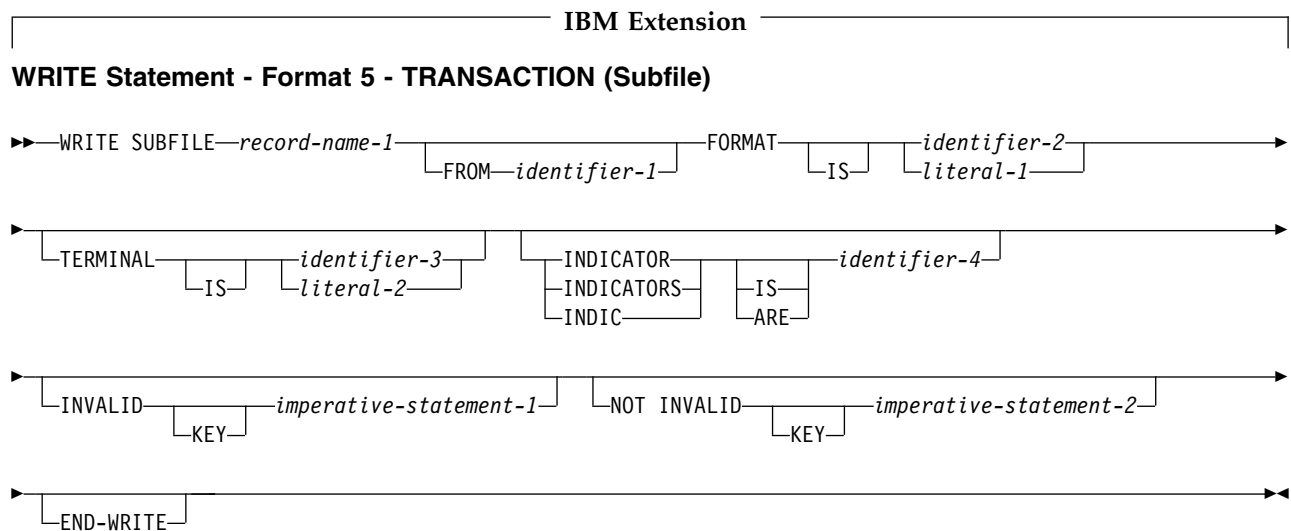 IBM Extension
WRITE Statement - Format 5 - TRANSACTION (Subfile)
WRITE SUBFILE record-name-1 FROM identifier-1 FORMAT IS identifier-2
literal-1
TERMINAL IS identifier-3
literal-2
INDICATOR
INDICATORS
INDIC
IS
ARE
identifier-4
INVALID KEY imperative-statement-1 NOT INVALID KEY imperative-statement-2
END-WRITE